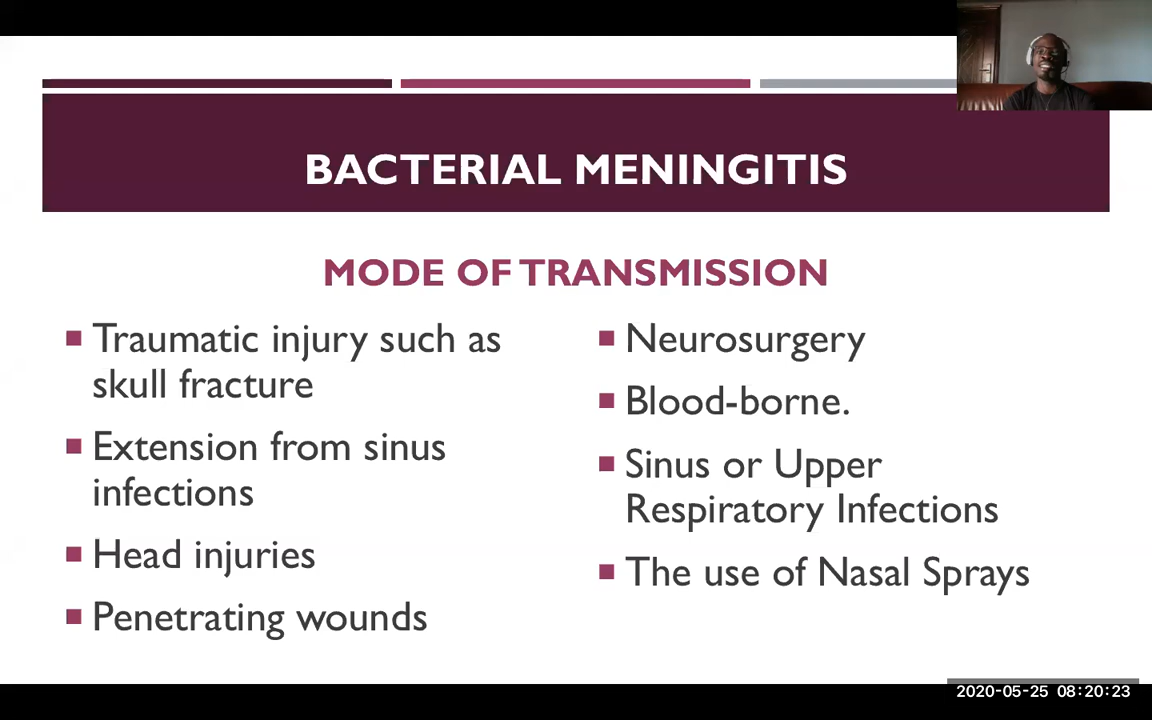 BACTERIAL MENINGITIS
MODE OF TRANSMISSION
Traumatic injury such as
skull fracture
Extension from sinus
infections
Head injuries
Penetrating wounds
Neurosurgery
Blood-borne.
Sinus or Upper
Respiratory Infections
The use of Nasal Sprays
2020-05-25 08:20:23